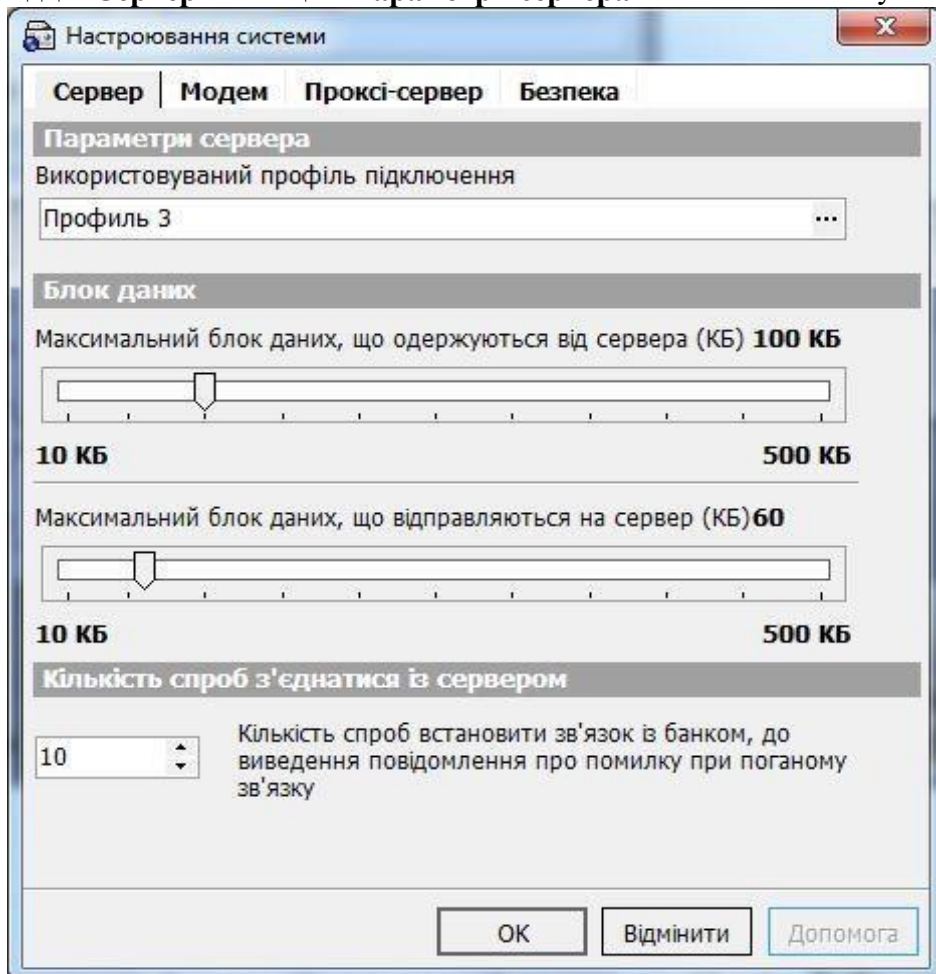 Настроювання системи
Сервер Модем Проксі-сервер Безпека
Параметри сервера
Використовуваний профіль підключення
Профиль 3 ...
Блок даних
Максимальний блок даних, що одержуються від сервера (КБ) 100 КБ
10 КБ 500 КБ
Максимальний блок даних, що відправляються на сервер (КБ)60
10 КБ 500 КБ
Кількість спроб з'єднатися із сервером
10
Кількість спроб встановити зв'язок із банком, до
виведення повідомлення про помилку при поганому
зв'язку
ОК Відмінити Допомога